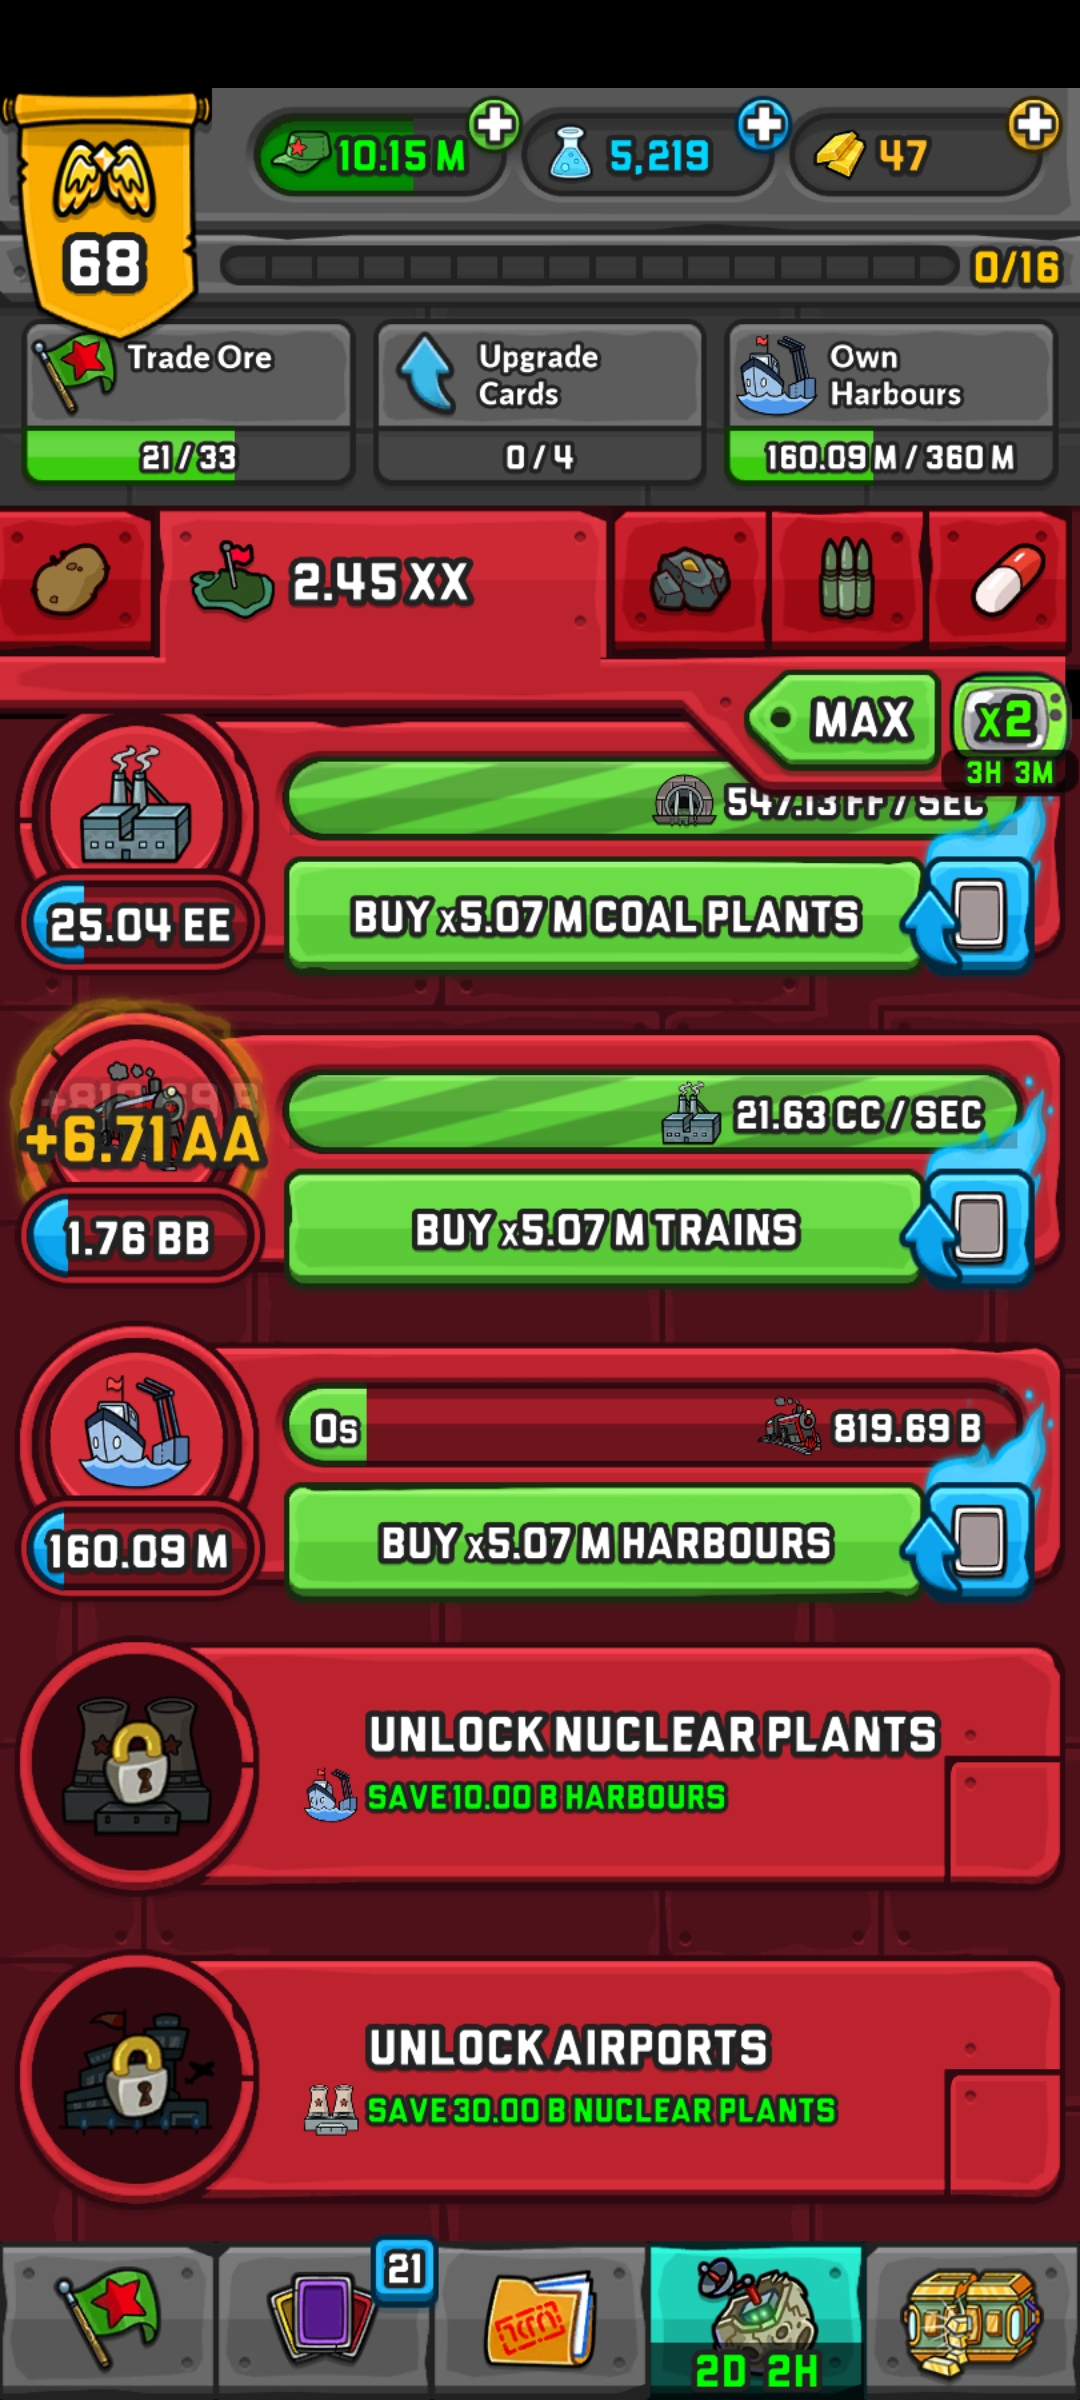 10.15 M
5,219
47
68
0/16
Trade Ore
Upgrade
Cards
Own
Harbours
21 / 33
0 / 4
160.09 M / 360 M
2.45 XX
MAX
x2
3H 3M
547.13 FF / SEC
25.04 EE
BUY x5.07 M COAL PLANTS
+819.69 B
+6.71 AA
21.63 CC / SEC
1.76 BB
BUY x5.07 M TRAINS
0s
819.69 B
160.09 M
BUY x5.07 M HARBOURS
UNLOCK NUCLEAR PLANTS
SAVE 10.00 B HARBOURS
UNLOCK AIRPORTS
SAVE 30.00 B NUCLEAR PLANTS
21
2D 2H